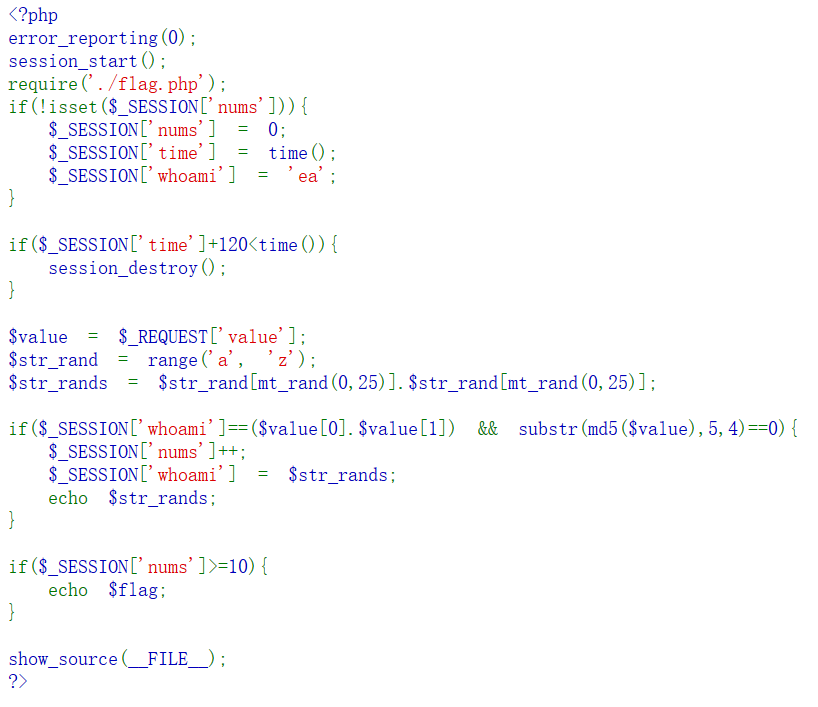 <?php
error_reporting(0);
session_start();
require('./flag.php');
if(!isset($_SESSION['nums'])){
    $_SESSION['nums'] = 0;
    $_SESSION['time'] = time();
    $_SESSION['whoami'] = 'ea';
}

if($_SESSION['time']+120<time()){
    session_destroy();
}

$value = $_REQUEST['value'];
$str_rand = range('a', 'z');
$str_rands = $str_rand[mt_rand(0,25)].$str_rand[mt_rand(0,25)];

if($_SESSION['whoami']==($value[0].$value[1]) && substr(md5($value),5,4)==0){
    $_SESSION['nums']++;
    $_SESSION['whoami'] = $str_rands;
    echo $str_rands;
}

if($_SESSION['nums']>=10){
    echo $flag;
}

show_source(__FILE__);
?>